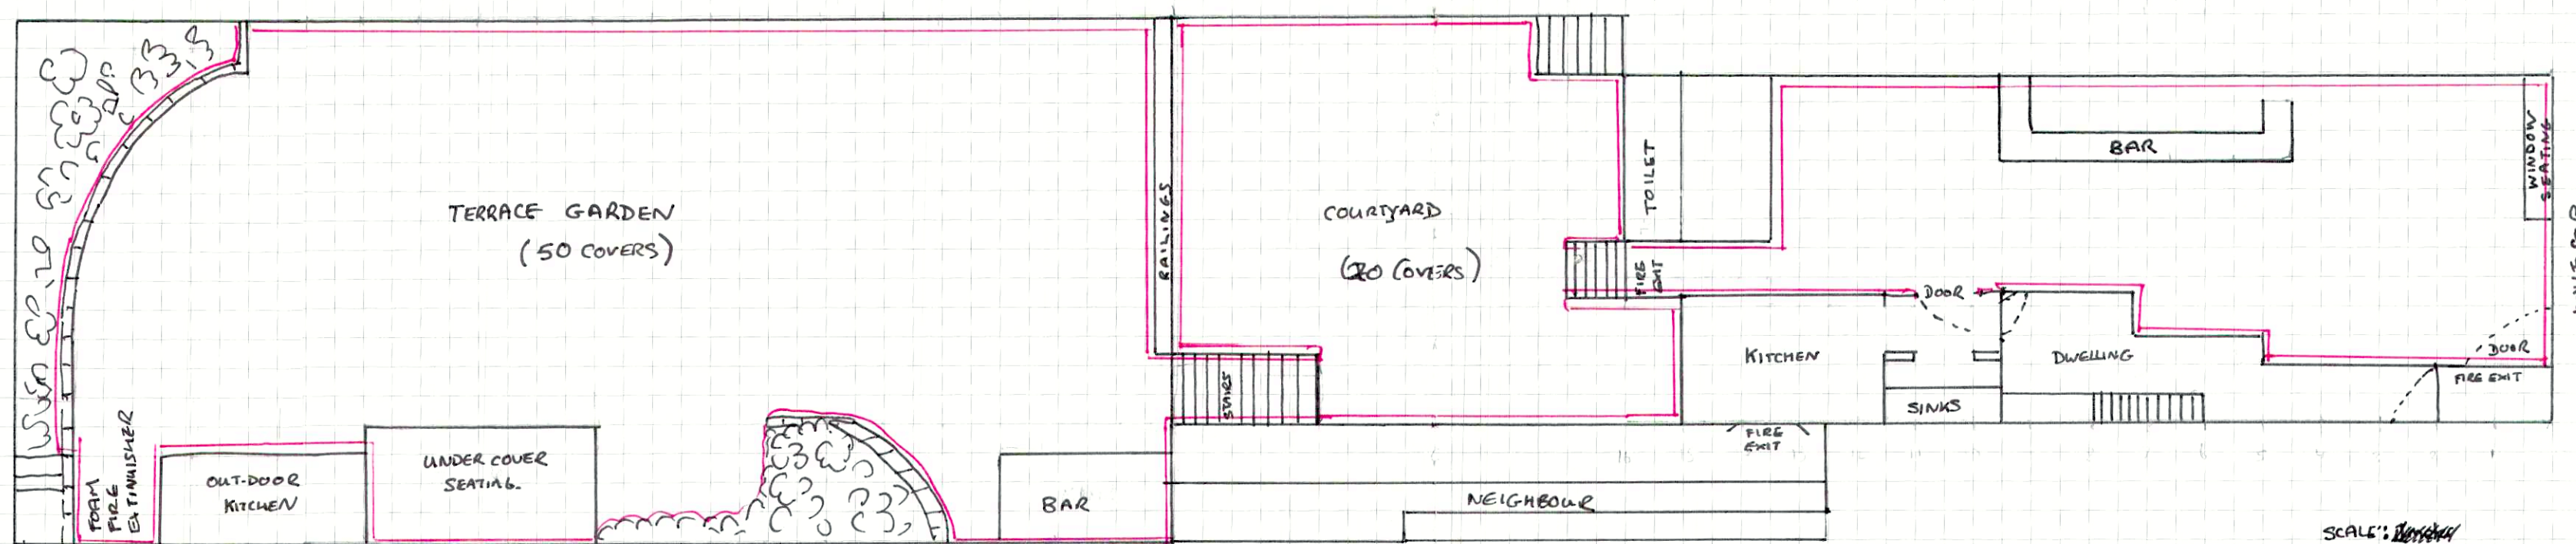 TERRACE GARDEN
(50 COVERS)
RAILINGS
COURTYARD
(20 COVERS)
TOILET
FIRE
EXIT
BAR
WINDOW
SEATING
DOOR
KITCHEN
DWELLING
DOOR
FIRE EXIT
SINKS
STAIRS
FIRE
EXIT
FOAM
FIRE
EXTINUISHER
OUT-DOOR
KITCHEN
UNDER COVER
SEATING.
BAR
NEIGHBOUR
SCALE: